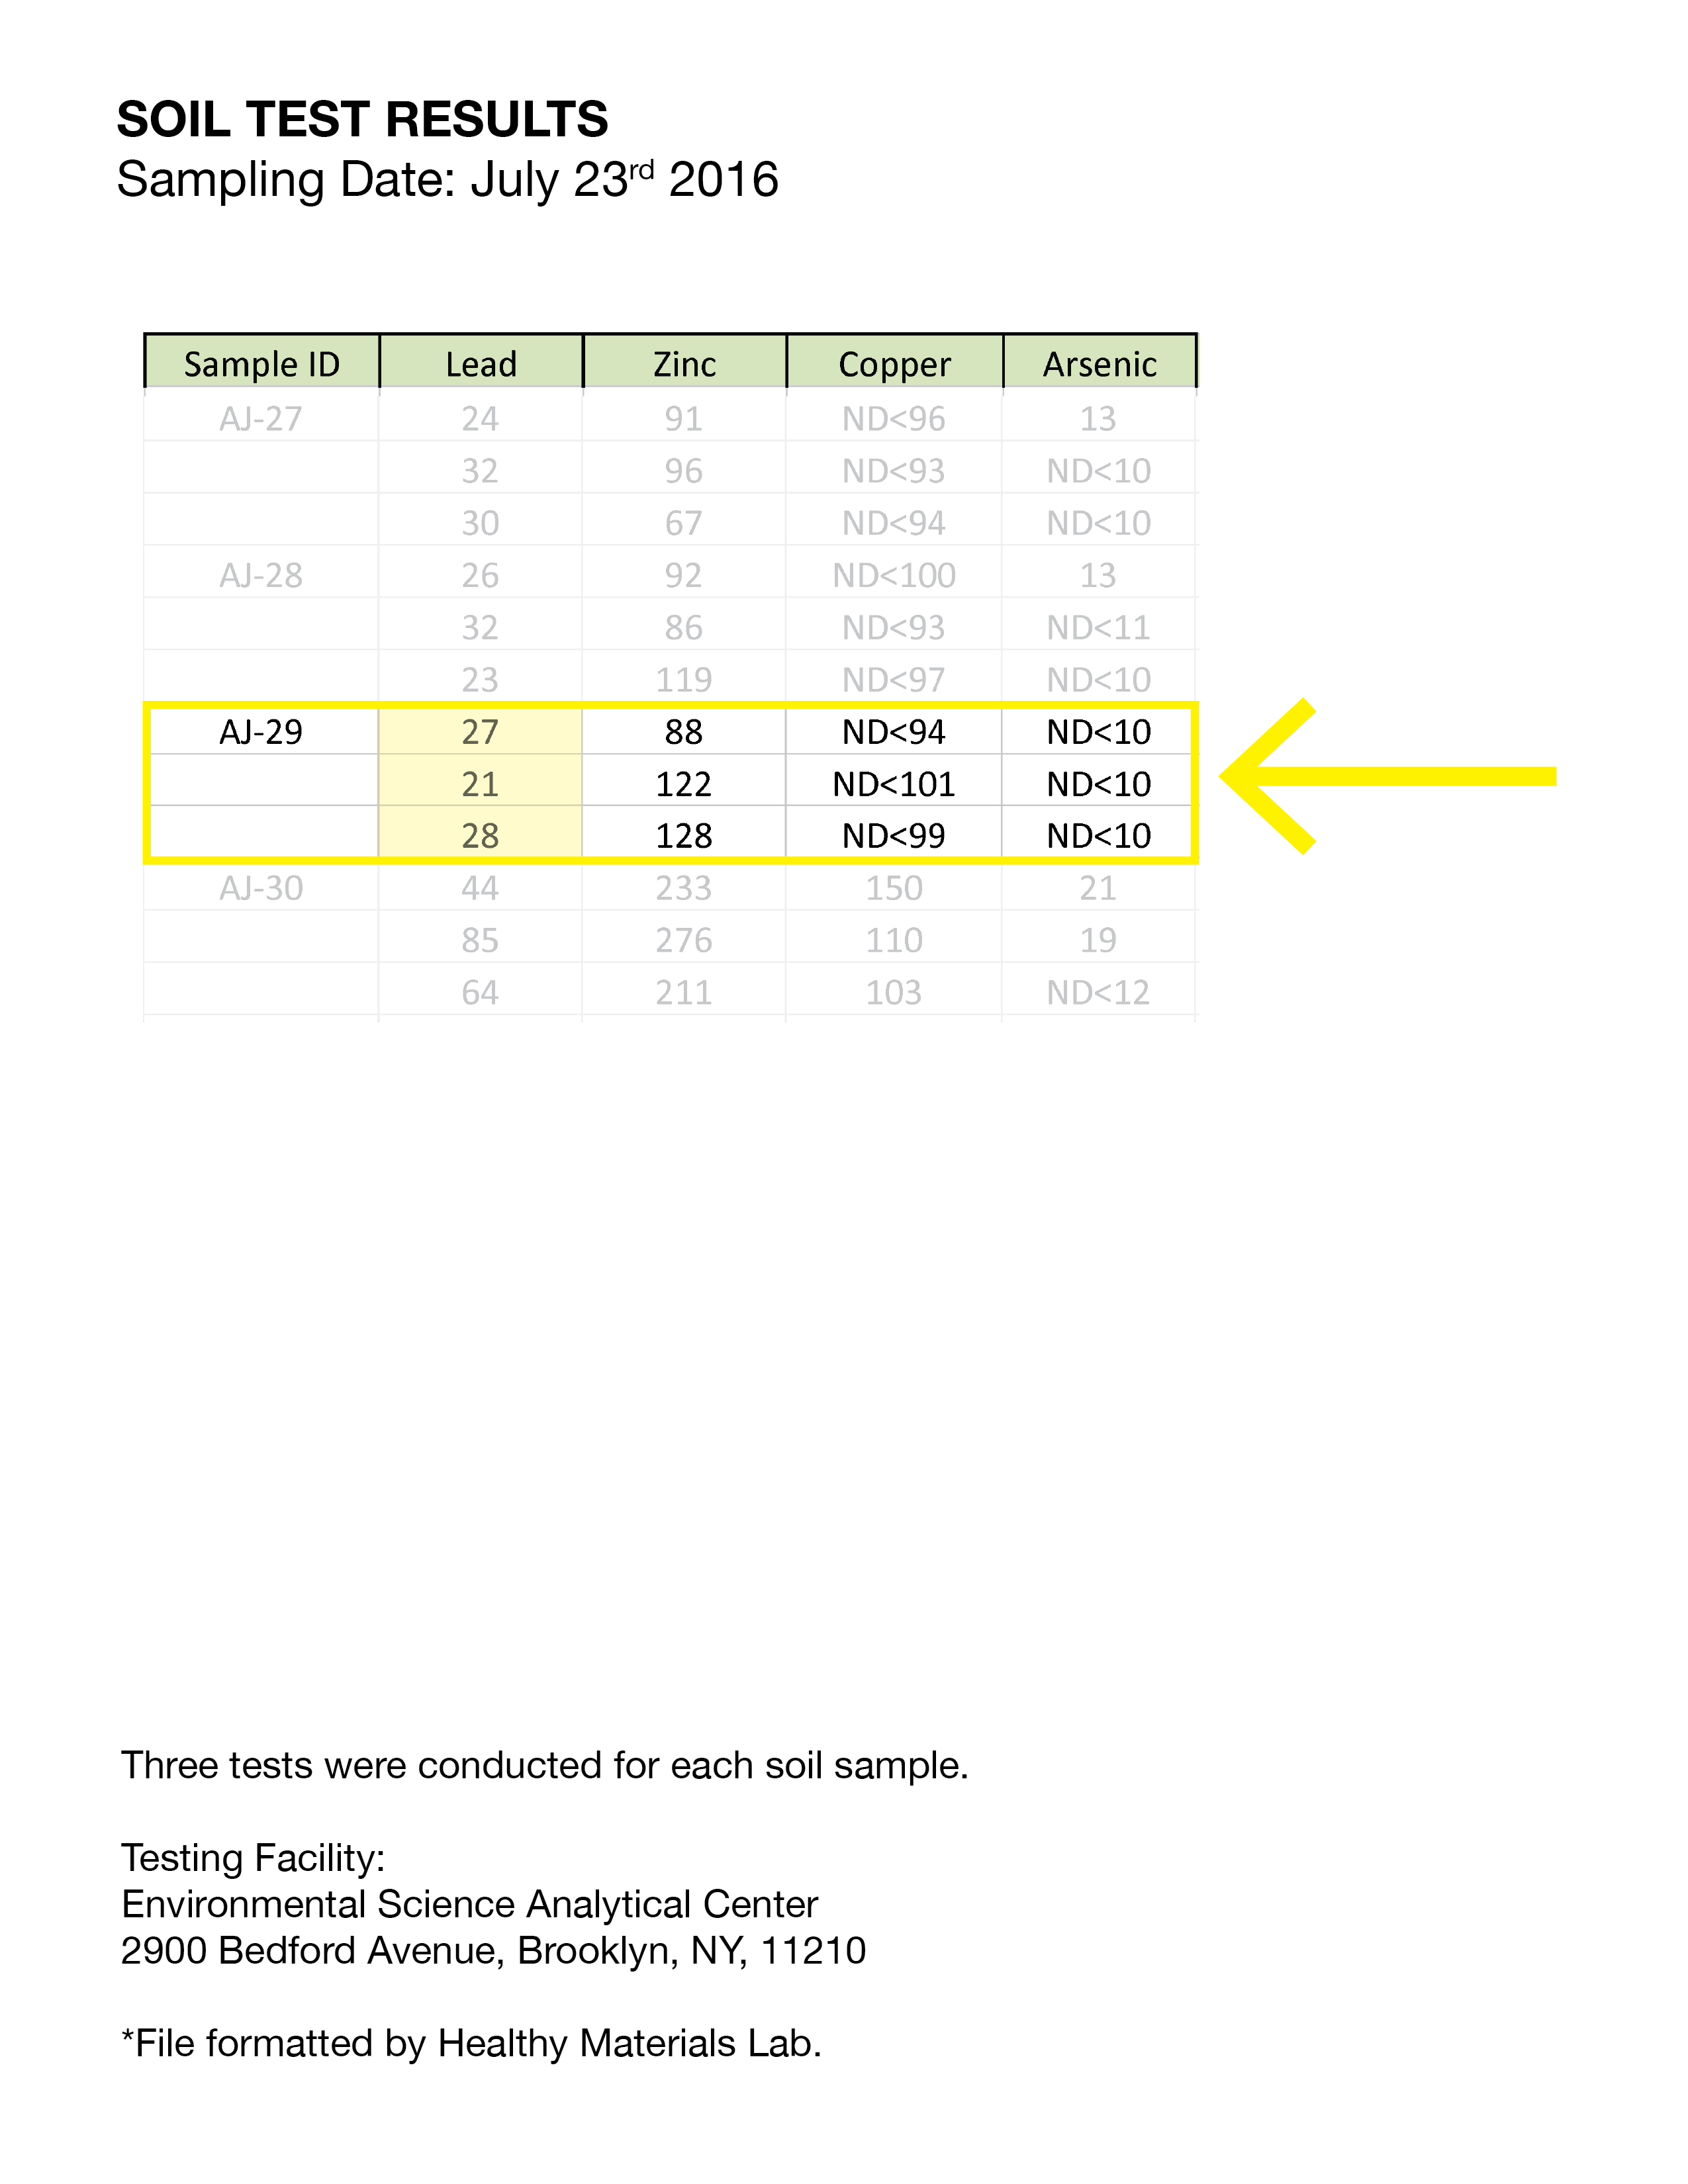 SOIL TEST RESULTS
Sampling Date: July 23rd 2016
Sample ID Lead Zinc Copper Arsenic
AJ-27 24 91 ND<96 13
32 96 ND<93 ND<10
30 67 ND<94 ND<10
AJ-28 26 92 ND<100 13
32 86 ND<93 ND<11
23 119 ND<97 ND<10
AJ-29 27 88 ND<94 ND<10
21 122 ND<101 ND<10
28 128 ND<99 ND<10
AJ-30 44 233 150 21
85 276 110 19
64 211 103 ND<12
Three tests were conducted for each soil sample.
Testing Facility:
Environmental Science Analytical Center
2900 Bedford Avenue, Brooklyn, NY, 11210
*File formatted by Healthy Materials Lab.